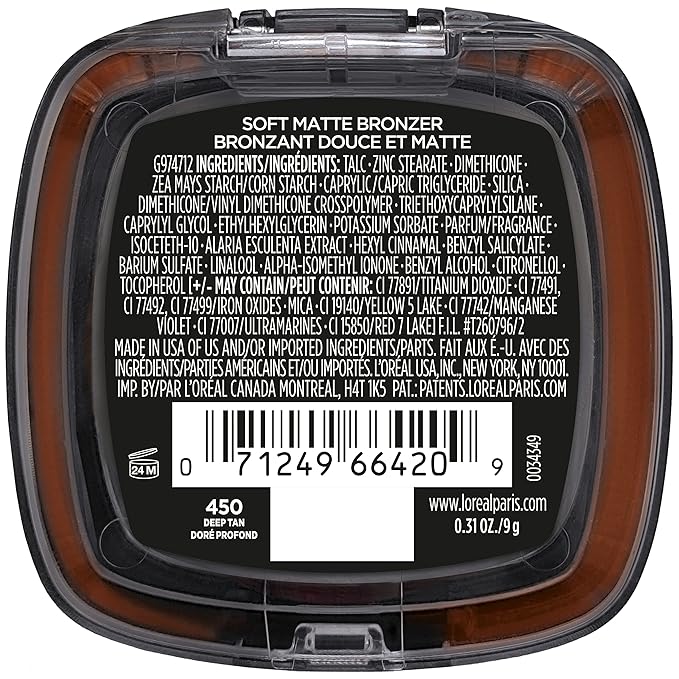 SOFT MATTE BRONZER
BRONZANT DOUCE ET MATTE
G974712 INGREDIENTS/INGRÉDIENTS: TALC • ZINC STEARATE • DIMETHICONE •
ZEA MAYS STARCH/CORN STARCH • CAPRYLIC/CAPRIC TRIGLYCERIDE • SILICA •
DIMETHICONE/VINYL DIMETHICONE CROSSPOLYMER • TRIETHOXYCAPRYLYLSILANE •
CAPRYLYL GLYCOL • ETHYLHEXYLGLYCERIN • POTASSIUM SORBATE • PARFUM/FRAGRANCE •
ISOCETETH-10 • ALARIA ESCULENTA EXTRACT • HEXYL CINNAMAL • BENZYL SALICYLATE •
BARIUM SULFATE • LINALOOL • ALPHA-ISOMETHYL IONONE • BENZYL ALCOHOL • CITRONELLOL •
TOCOPHEROL [+/– MAY CONTAIN/PEUT CONTENIR: CI 77891/TITANIUM DIOXIDE • CI 77491,
CI 77492, CI 77499/IRON OXIDES • MICA • CI 19140/YELLOW 5 LAKE • CI 77742/MANGANESE
VIOLET • CI 77007/ULTRAMARINES • CI 15850/RED 7 LAKE] F.I.L. #T260796/2
MADE IN USA OF US AND/OR IMPORTED INGREDIENTS/PARTS. FAIT AUX É.-U. AVEC DES
INGRÉDIENTS/PARTIES AMÉRICAINS ET/OU IMPORTÉS. L'ORÉAL USA, INC., NEW YORK, NY 10001.
IMP. BY/PAR L'ORÉAL CANADA MONTREAL, H4T 1K5 PAT.: PATENTS.LOREALPARIS.COM
24 M
0 71249 66420 9
0034349
450
DEEP TAN
DORÉ PROFOND
www.lorealparis.com
0.31 OZ./9 g